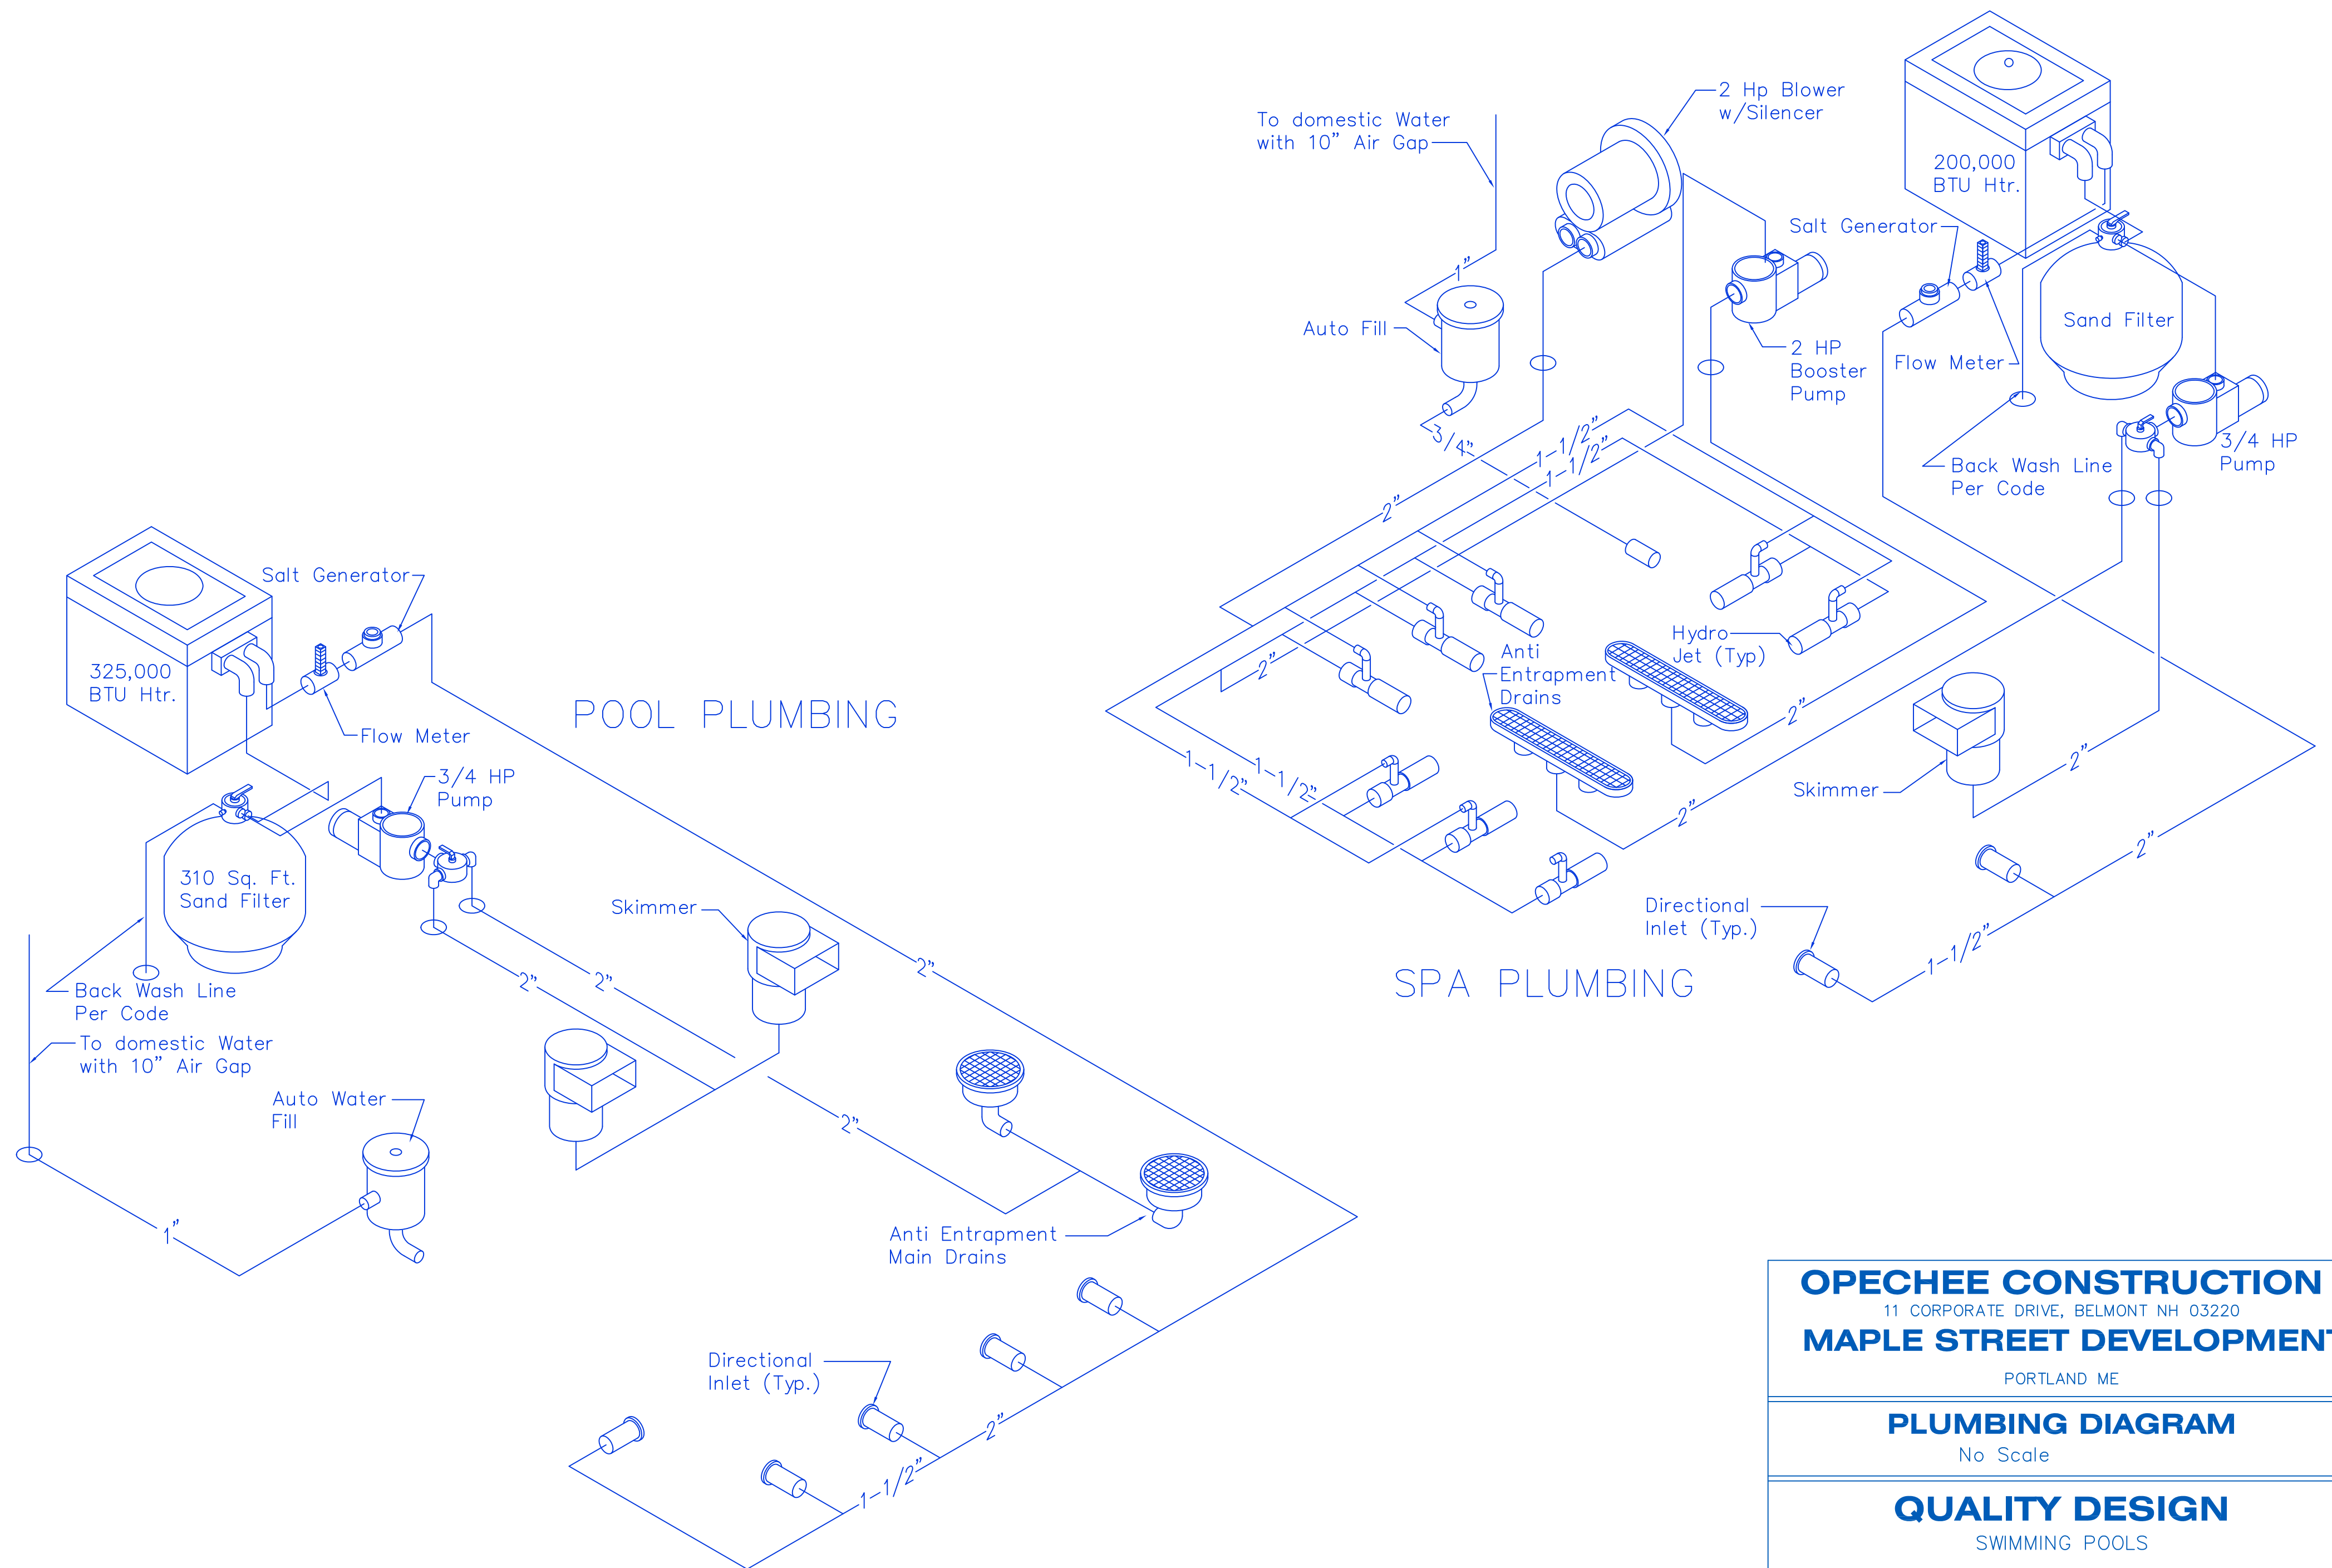 POOL PLUMBING
325,000
BTU Htr.
Salt Generator
Flow Meter
3/4 HP
Pump
310 Sq. Ft.
Sand Filter
Back Wash Line
Per Code
To domestic Water
with 10" Air Gap
Auto Water
Fill
1"
Skimmer
2"
2"
2"
2"
Anti Entrapment
Main Drains
Directional
Inlet (Typ.)
2"
1-1/2"
SPA PLUMBING
To domestic Water
with 10" Air Gap
2 Hp Blower
w/Silencer
1"
Auto Fill
3/4"
2 HP
Booster
Pump
200,000
BTU Htr.
Salt Generator
Flow Meter
Sand Filter
3/4 HP
Pump
Back Wash Line
Per Code
1-1/2"
1-1/2"
2"
2"
Hydro
Jet (Typ)
Anti
Entrapment
Drains
2"
2"
1-1/2"
1-1/2"
Skimmer
2"
2"
Directional
Inlet (Typ.)
1-1/2"
OPECHEE CONSTRUCTION
11 CORPORATE DRIVE, BELMONT NH 03220
MAPLE STREET DEVELOPMENT
PORTLAND ME
PLUMBING DIAGRAM
No Scale
QUALITY DESIGN
SWIMMING POOLS